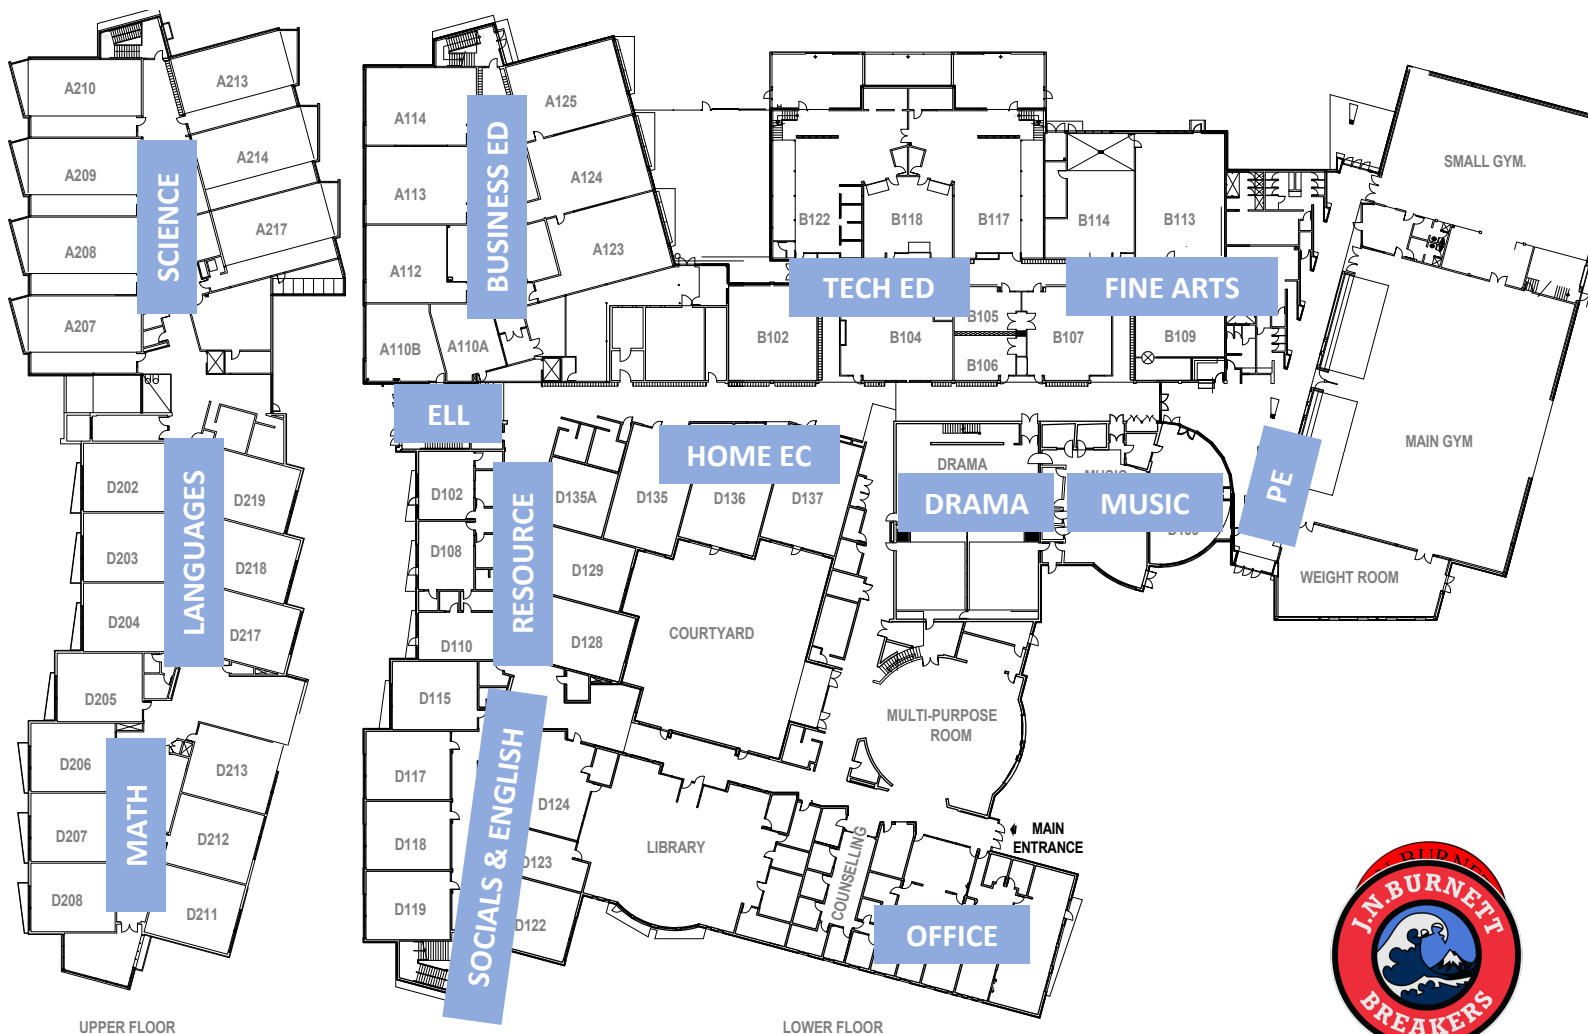 A210
A213
A209
A214
SCIENCE
A208
A217
A207
D202
D219
LANGUAGES
D203
D218
D204
D217
D205
D206
D213
MATH
D207
D212
D208
D211
UPPER FLOOR
A114
A125
BUSINESS ED
A113
A124
A112
A123
A110B
A110A
ELL
B122
B118
B117
B114
B113
TECH ED
FINE ARTS
B102
B104
B105
B106
B107
B109
SMALL GYM.
MAIN GYM
PE
WEIGHT ROOM
HOME EC
D102
D135A
D135
D136
D137
RESOURCE
D108
D129
D110
D128
COURTYARD
D115
DRAMA
DRAMA
MUSIC
MULTI-PURPOSE
ROOM
SOCIALS & ENGLISH
D117
D124
D118
D123
D119
D122
LIBRARY
COUNSELLING
MAIN
ENTRANCE
OFFICE
LOWER FLOOR
J.N.BURNETT
BREAKERS